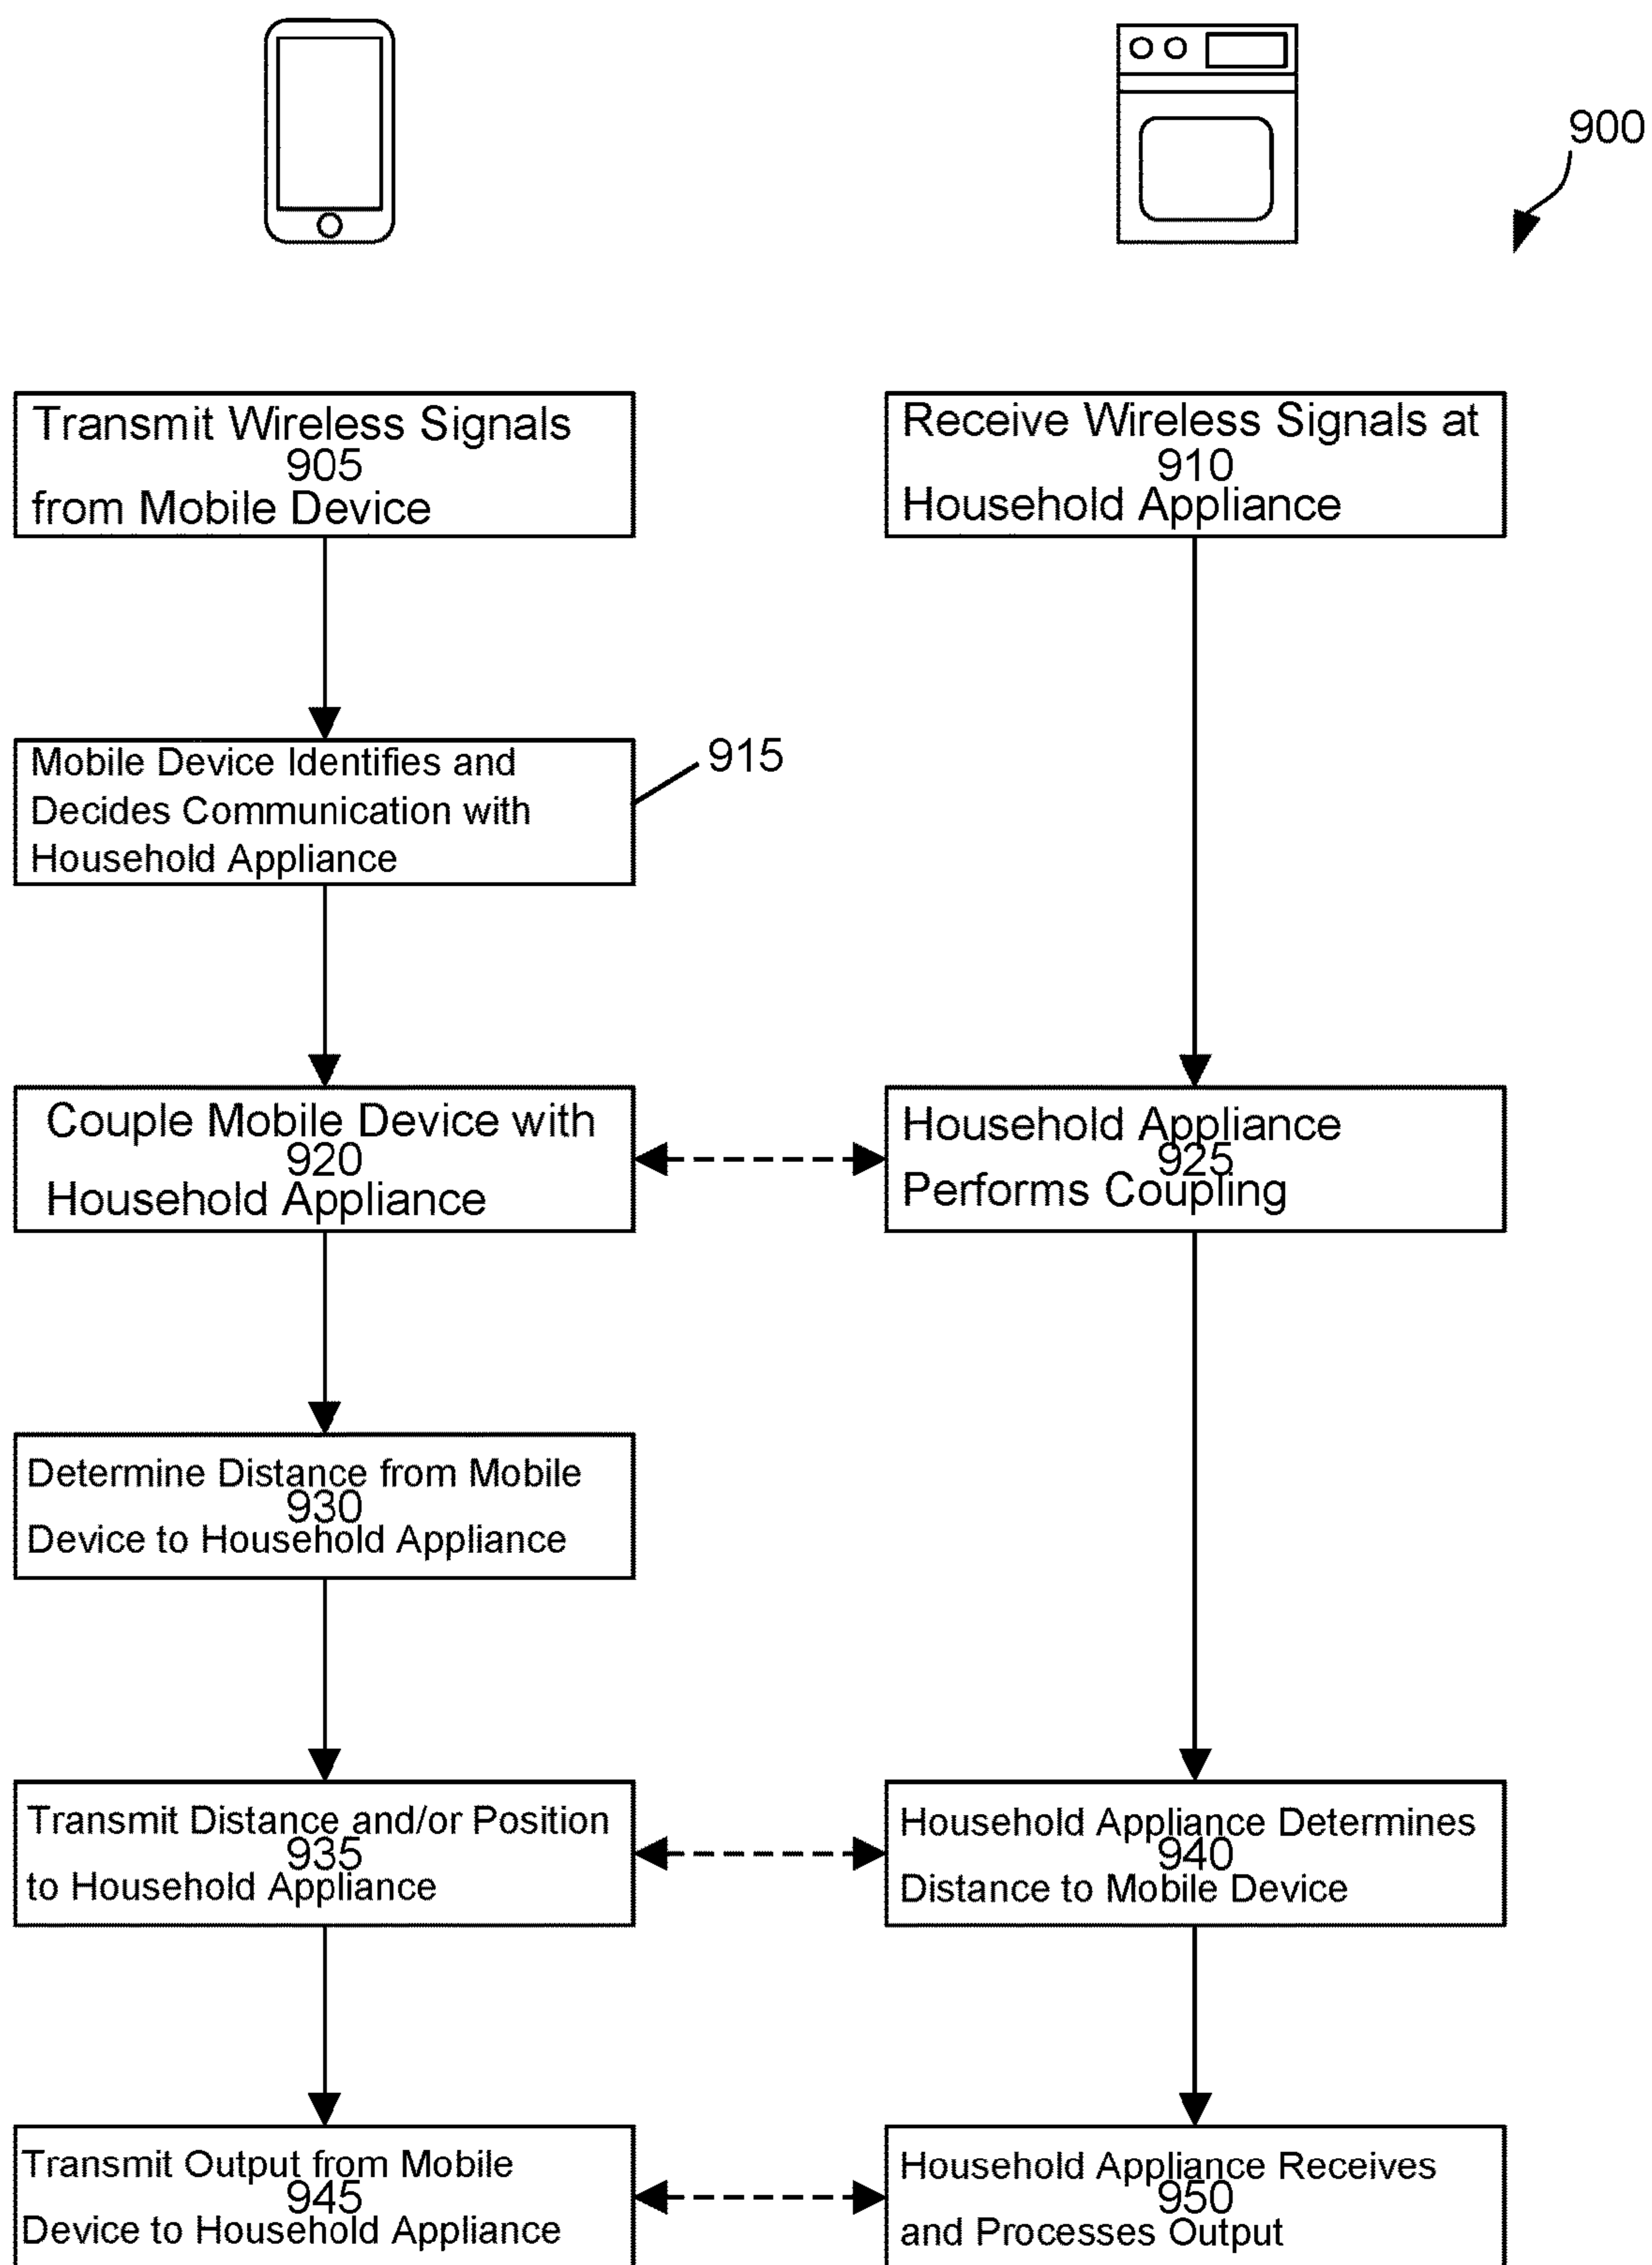 900
Transmit Wireless Signals
905
from Mobile Device
Receive Wireless Signals at
910
Household Appliance
Mobile Device Identifies and
Decides Communication with
Household Appliance
915
Couple Mobile Device with
920
Household Appliance
Household Appliance
925
Performs Coupling
Determine Distance from Mobile
930
Device to Household Appliance
Transmit Distance and/or Position
935
to Household Appliance
Household Appliance Determines
940
Distance to Mobile Device
Transmit Output from Mobile
945
Device to Household Appliance
Household Appliance Receives
950
and Processes Output